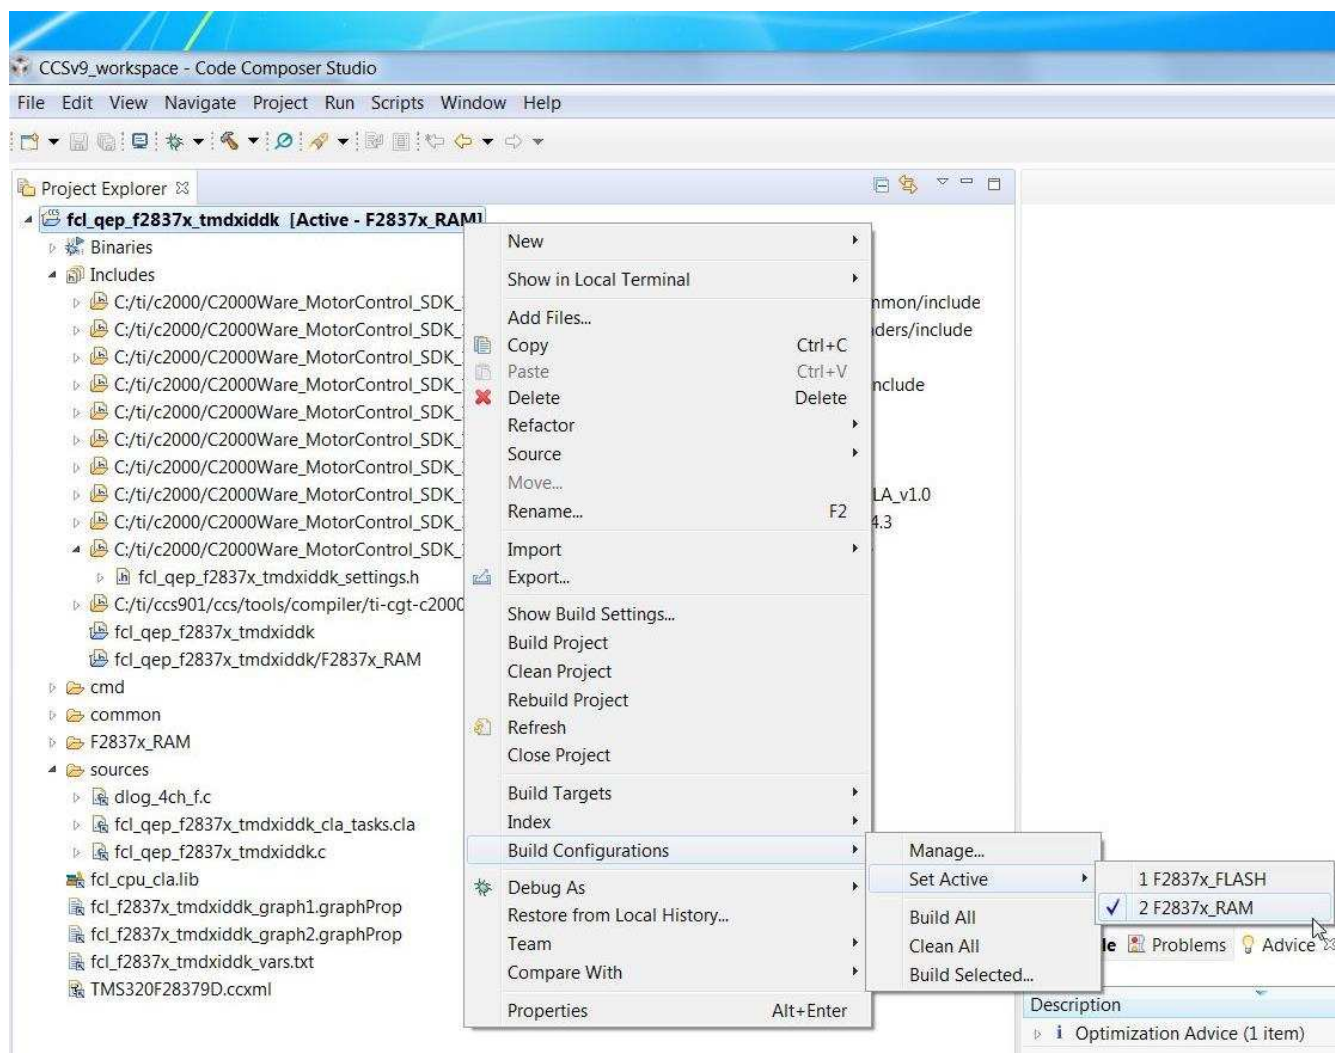 CCSv9_workspace - Code Composer Studio
File Edit View Navigate Project Run Scripts Window Help
Project Explorer
fcl_qep_f2837x_tmdxiddk [Active - F2837x_RAM]
Binaries
Includes
C:/ti/c2000/C2000Ware_MotorControl_SDK_
C:/ti/c2000/C2000Ware_MotorControl_SDK_
C:/ti/c2000/C2000Ware_MotorControl_SDK_
C:/ti/c2000/C2000Ware_MotorControl_SDK_
C:/ti/c2000/C2000Ware_MotorControl_SDK_
C:/ti/c2000/C2000Ware_MotorControl_SDK_
C:/ti/c2000/C2000Ware_MotorControl_SDK_
C:/ti/c2000/C2000Ware_MotorControl_SDK_
C:/ti/c2000/C2000Ware_MotorControl_SDK_
C:/ti/c2000/C2000Ware_MotorControl_SDK_
fcl_qep_f2837x_tmdxiddk_settings.h
C:/ti/ccs901/ccs/tools/compiler/ti-cgt-c2000
fcl_qep_f2837x_tmdxiddk
fcl_qep_f2837x_tmdxiddk/F2837x_RAM
cmd
common
F2837x_RAM
sources
dlog_4ch_f.c
fcl_qep_f2837x_tmdxiddk_cla_tasks.cla
fcl_qep_f2837x_tmdxiddk.c
fcl_cpu_cla.lib
fcl_f2837x_tmdxiddk_graph1.graphProp
fcl_f2837x_tmdxiddk_graph2.graphProp
fcl_f2837x_tmdxiddk_vars.txt
TMS320F28379D.ccxml
New
Show in Local Terminal
Add Files...
Copy Ctrl+C
Paste Ctrl+V
Delete Delete
Refactor
Source
Move...
Rename... F2
Import
Export...
Show Build Settings...
Build Project
Clean Project
Rebuild Project
Refresh
Close Project
Build Targets
Index
Build Configurations
Debug As
Restore from Local History...
Team
Compare With
Properties Alt+Enter
mmon/include
ders/include
nclude
LA_v1.0
4.3
Manage...
Set Active
Build All
Clean All
Build Selected...
1 F2837x_FLASH
2 F2837x_RAM
le Problems Advice
Description
i Optimization Advice (1 item)